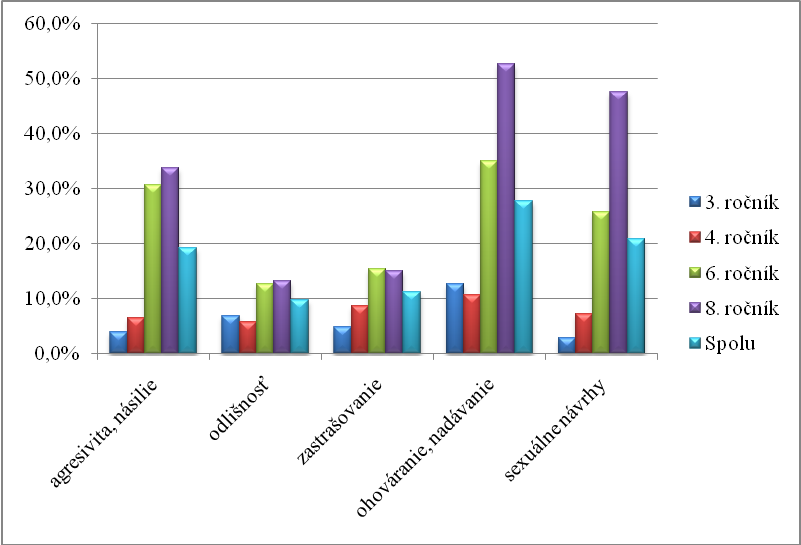 60,0%
50,0%
40,0%
30,0%
20,0%
10,0%
0,0%
agresivita, násilie
odlišnosť
zastrašovanie
ohováranie, nadávanie
sexuálne návrhy
3. ročník
4. ročník
6. ročník
8. ročník
Spolu